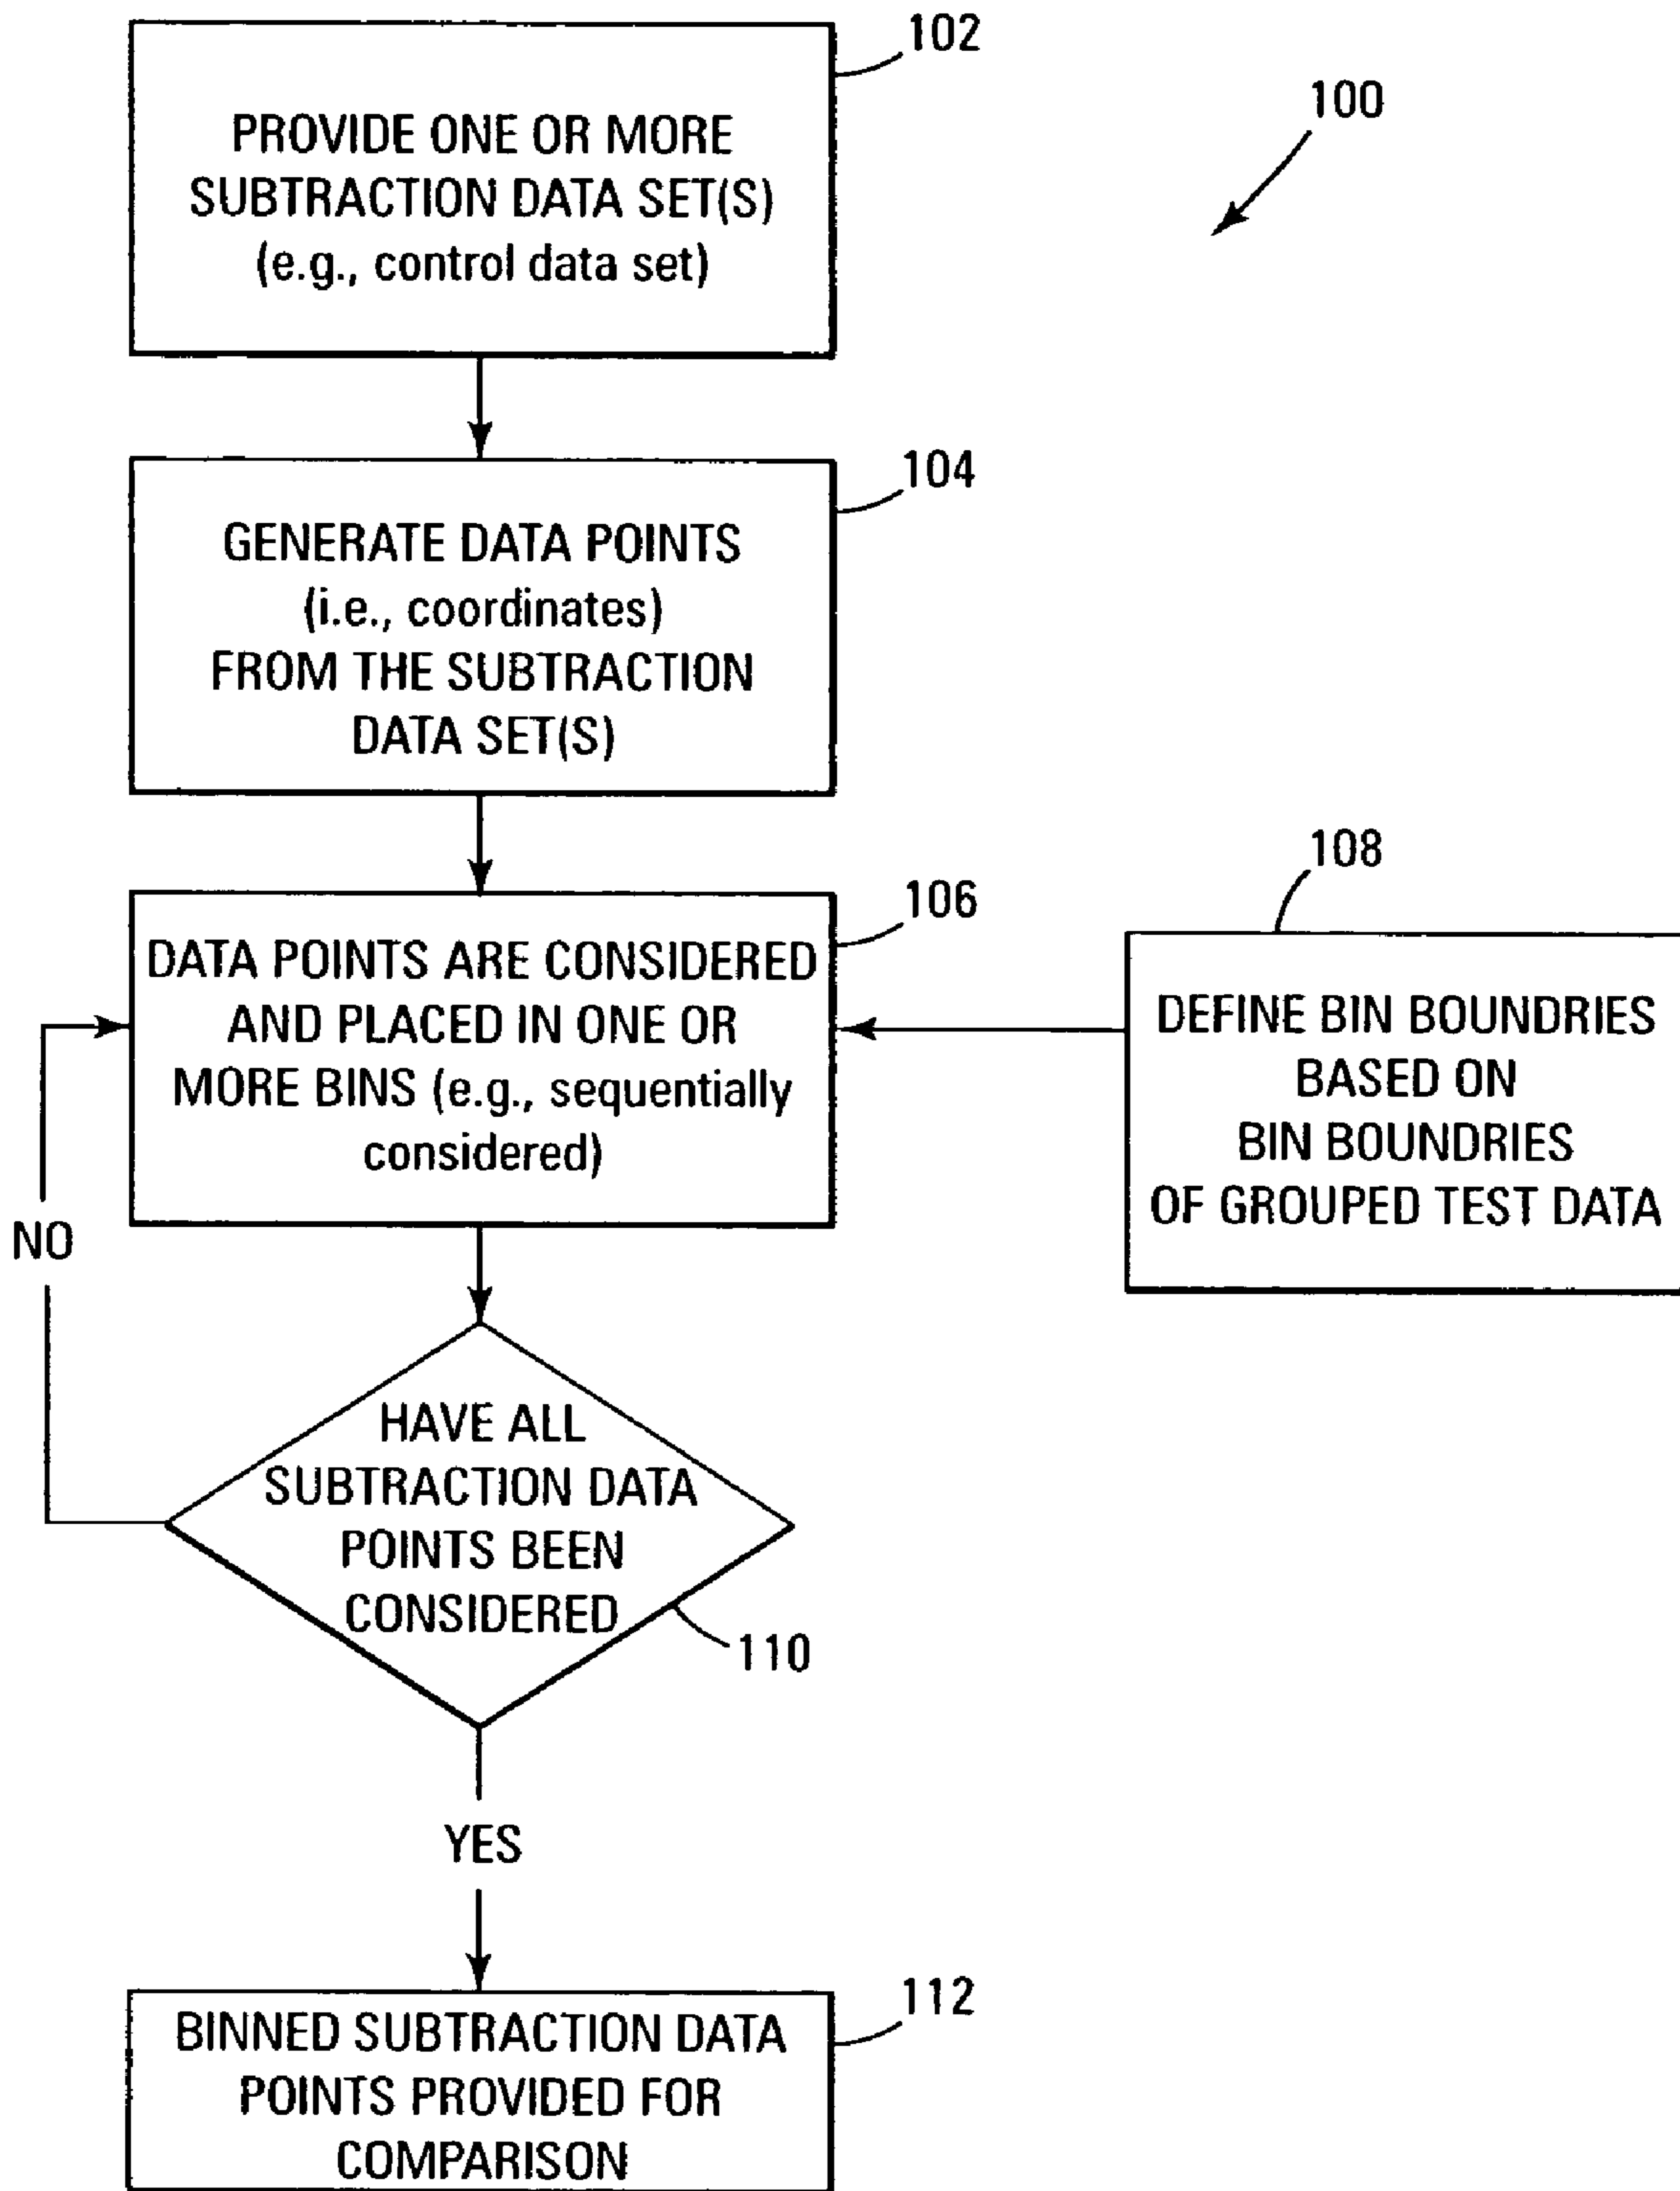 102
PROVIDE ONE OR MORE
SUBTRACTION DATA SET(S)
(e.g., control data set)
100
104
GENERATE DATA POINTS
(i.e., coordinates)
FROM THE SUBTRACTION
DATA SET(S)
106
DATA POINTS ARE CONSIDERED
AND PLACED IN ONE OR
MORE BINS (e.g., sequentially
considered)
108
DEFINE BIN BOUNDRIES
BASED ON
BIN BOUNDRIES
OF GROUPED TEST DATA
NO
HAVE ALL
SUBTRACTION DATA
POINTS BEEN
CONSIDERED
110
YES
112
BINNED SUBTRACTION DATA
POINTS PROVIDED FOR
COMPARISON